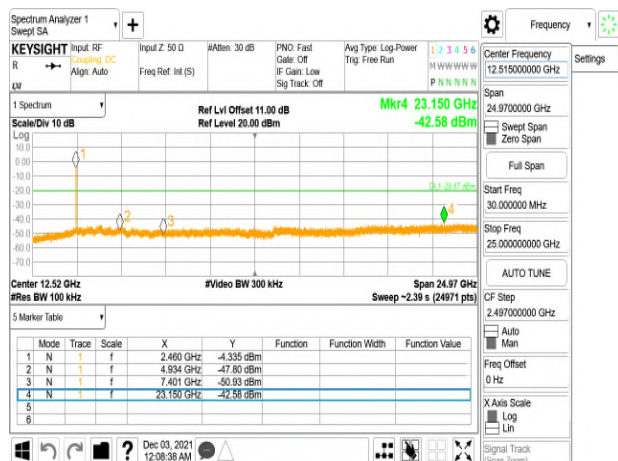 Spectrum Analyzer 1
Swept SA
+
Frequency
Settings
KEYSIGHT
R
LXI
Input: RF
Coupling: DC
Align: Auto
Input Z: 50 Ω
Freq Ref: Int (S)
#Atten: 30 dB
PNO: Fast
Gate: Off
IF Gain: Low
Sig Track: Off
Avg Type: Log-Power
Trig: Free Run
1 2 3 4 5 6
M W W W W W
P N N N N N
1 Spectrum
Scale/Div 10 dB
Ref Lvl Offset 11.00 dB
Ref Level 20.00 dBm
Mkr4 23.150 GHz
-42.58 dBm
Log
10.0
0.00
-10.0
-20.0
-30.0
-40.0
-50.0
-60.0
-70.0
1
2
3
4
Center 12.52 GHz
#Res BW 100 kHz
#Video BW 300 kHz
Span 24.97 GHz
Sweep ~2.39 s (24971 pts)
5 Marker Table
Mode Trace Scale X Y Function Function Width Function Value
1 N 1 f 2.460 GHz -4.335 dBm
2 N 1 f 4.934 GHz -47.80 dBm
3 N 1 f 7.401 GHz -50.93 dBm
4 N 1 f 23.150 GHz -42.58 dBm
5
6
?
Dec 03, 2021
12:08:38 AM
Center Frequency
12.515000000 GHz
Span
24.9700000 GHz
Swept Span
Zero Span
Full Span
Start Freq
30.000000 MHz
Stop Freq
25.000000000 GHz
AUTO TUNE
CF Step
2.497000000 GHz
Auto
Man
Freq Offset
0 Hz
X Axis Scale
Log
Lin
Signal Track
(Span Zoom)